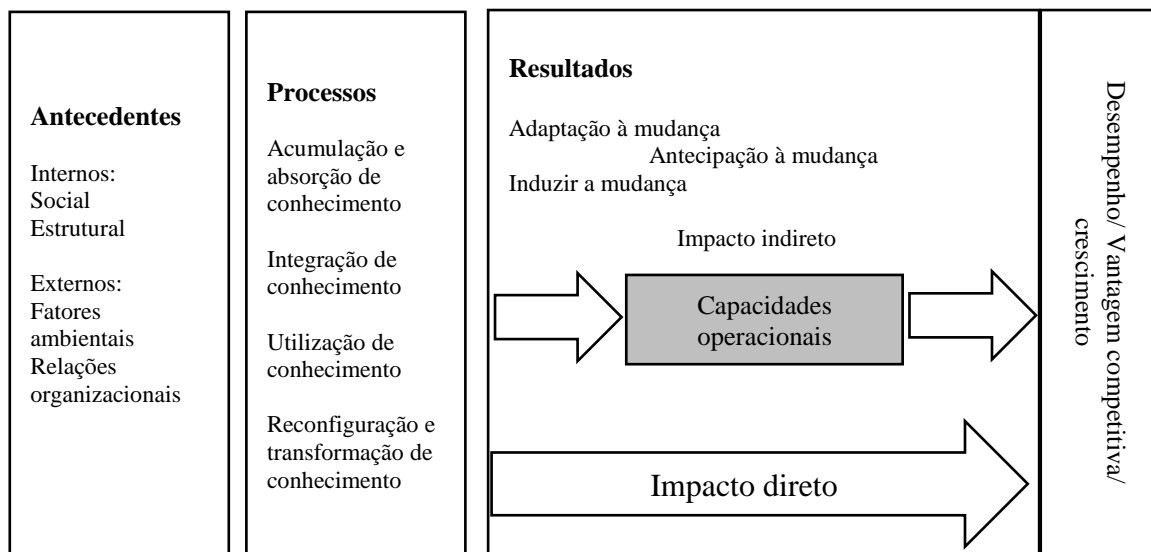 Antecedentes
Internos:
Social
Estrutural
Externos:
Fatores
ambientais
Relações
organizacionais
Processos
Acumulação e
absorção de
conhecimento
Integração de
conhecimento
Utilização de
conhecimento
Reconfiguração e
transformação de
conhecimento
Resultados
Adaptação à mudança
Antecipação à mudança
Induzir a mudança
Impacto indireto
Capacidades
operacionais
Impacto direto
Desempenho/ Vantagem competitiva/
crescimento